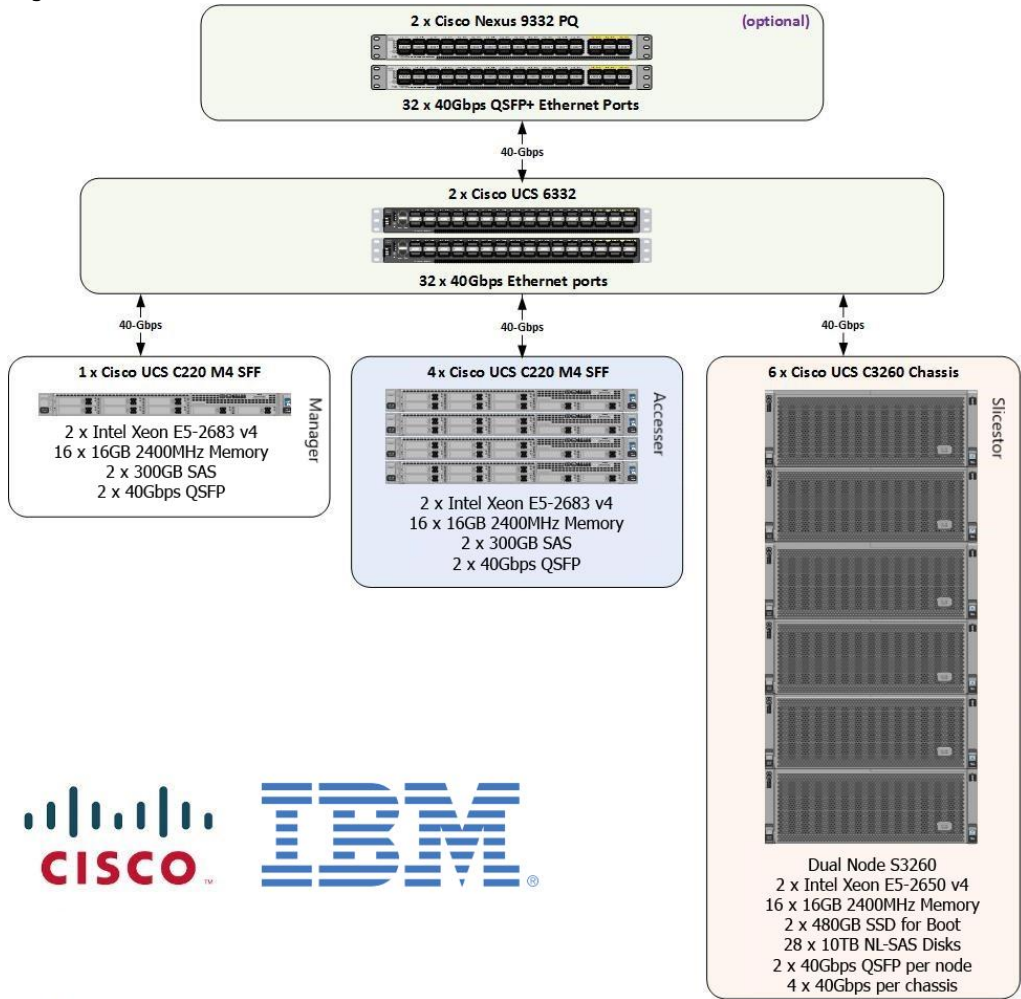 2 x Cisco Nexus 9332 PQ
(optional)
32 x 40Gbps QSFP+ Ethernet Ports
40-Gbps
2 x Cisco UCS 6332
32 x 40Gbps Ethernet ports
40-Gbps
40-Gbps
40-Gbps
1 x Cisco UCS C220 M4 SFF
Manager
2 x Intel Xeon E5-2683 v4
16 x 16GB 2400MHz Memory
2 x 300GB SAS
2 x 40Gbps QSFP
4 x Cisco UCS C220 M4 SFF
Accesser
2 x Intel Xeon E5-2683 v4
16 x 16GB 2400MHz Memory
2 x 300GB SAS
2 x 40Gbps QSFP
6 x Cisco UCS C3260 Chassis
Slicestor
Dual Node S3260
2 x Intel Xeon E5-2650 v4
16 x 16GB 2400MHz Memory
2 x 480GB SSD for Boot
28 x 10TB NL-SAS Disks
2 x 40Gbps QSFP per node
4 x 40Gbps per chassis
CISCO™
IBM®